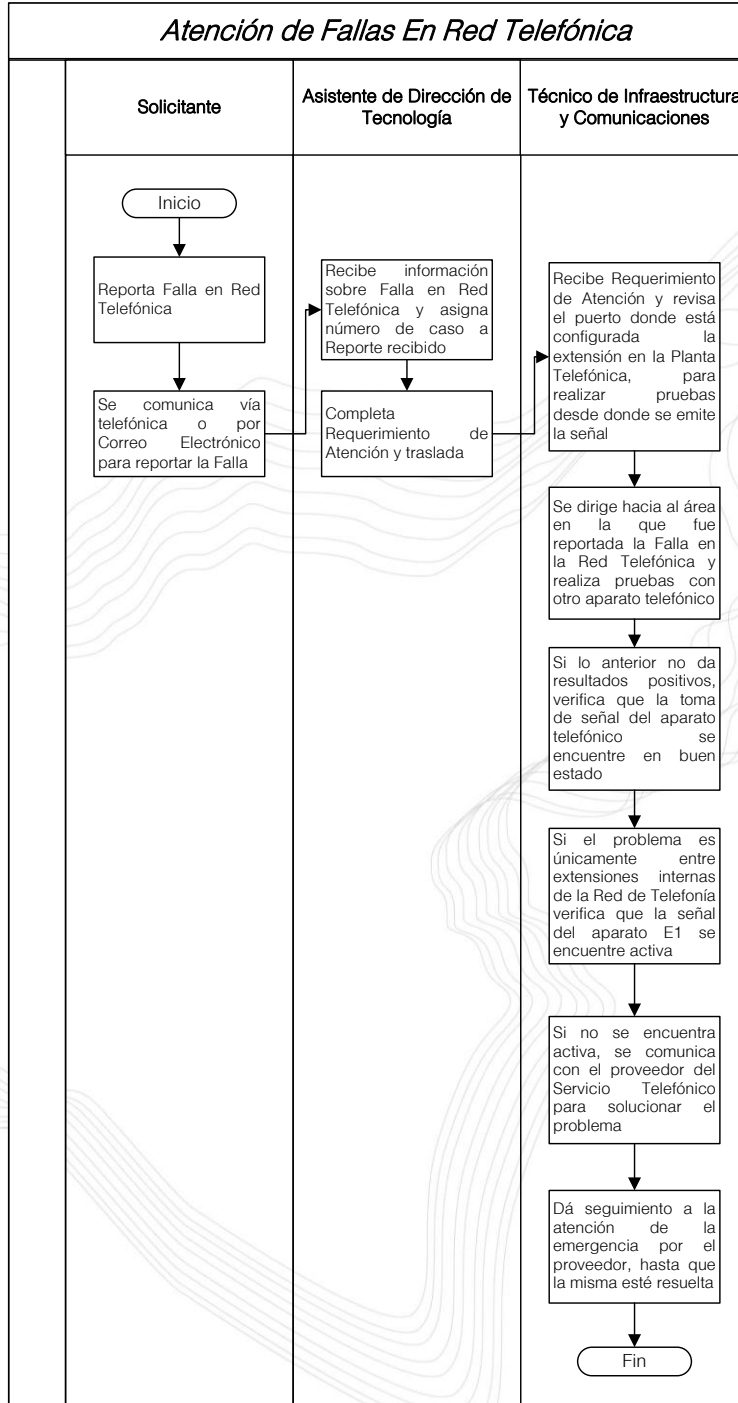 Atención de Fallas En Red Telefónica
Solicitante
Asistente de Dirección de
Tecnología
Técnico de Infraestructura
y Comunicaciones
Inicio
Reporta Falla en Red
Telefónica
Se comunica vía
telefónica o por
Correo Electrónico
para reportar la Falla
Recibe información
sobre Falla en Red
Telefónica y asigna
número de caso a
Reporte recibido
Completa
Requerimiento de
Atención y traslada
Recibe Requerimiento
de Atención y revisa
el puerto donde está
configurada la
extensión en la Planta
Telefónica, para
realizar pruebas
desde donde se emite
la señal
Se dirige hacia al área
en la que fue
reportada la Falla en
la Red Telefónica y
realiza pruebas con
otro aparato telefónico
Si lo anterior no da
resultados positivos,
verifica que la toma
de señal del aparato
telefónico se
encuentre en buen
estado
Si el problema es
únicamente entre
extensiones internas
de la Red de Telefonía
verifica que la señal
del aparato E1 se
encuentre activa
Si no se encuentra
activa, se comunica
con el proveedor del
Servicio Telefónico
para solucionar el
problema
Dá seguimiento a la
atención de la
emergencia por el
proveedor, hasta que
la misma esté resuelta
Fin